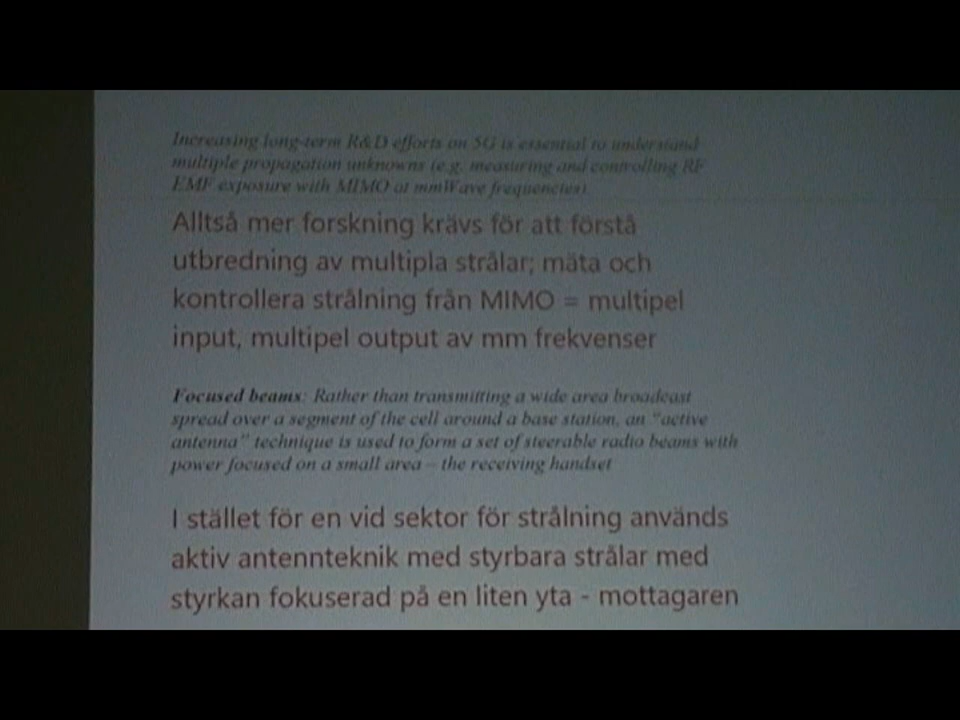 Increasing long-term R&D efforts on 5G is essential to understand
multiple propagation unknowns (e.g. measuring and controlling RF
EMF exposure with MIMO at mmWave frequencies).
Alltså mer forskning krävs för att förstå
utbredning av multipla strålar; mäta och
kontrollera strålning från MIMO = multipel
input, multipel output av mm frekvenser
Focused beams: Rather than transmitting a wide area broadcast
spread over a segment of the cell around a base station, an “active
antenna” technique is used to form a set of steerable radio beams with
power focused on a small area – the receiving handset
I stället för en vid sektor för strålning används
aktiv antennteknik med styrbara strålar med
styrkan fokuserad på en liten yta - mottagaren